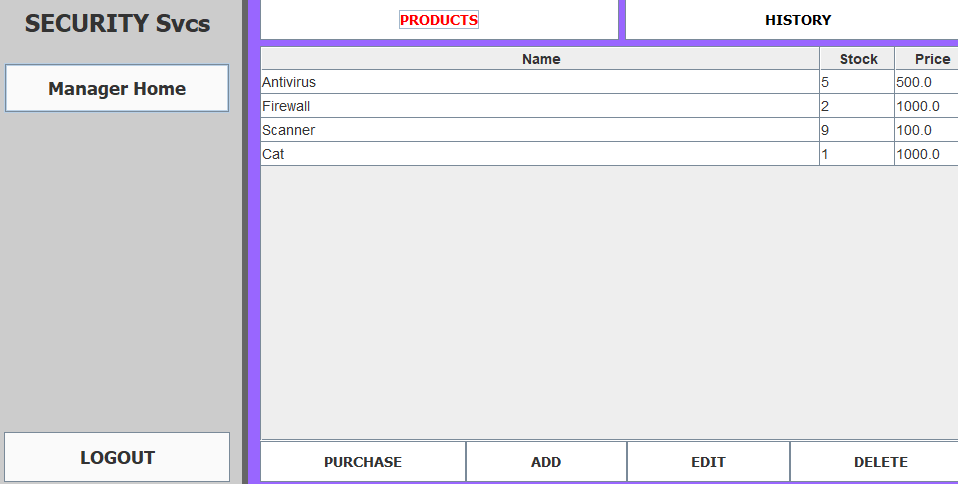 SECURITY Svcs
Manager Home
LOGOUT
PRODUCTS HISTORY
Name Stock Price
Antivirus 5 500.0
Firewall 2 1000.0
Scanner 9 100.0
Cat 1 1000.0
PURCHASE ADD EDIT DELETE